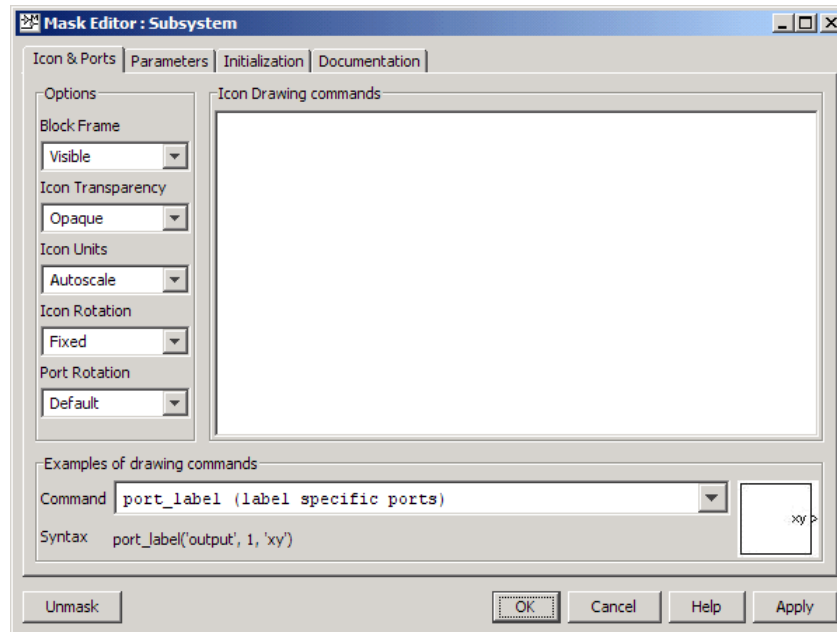 Mask Editor : Subsystem
Icon & Ports Parameters Initialization Documentation
Options
Block Frame
Visible
Icon Transparency
Opaque
Icon Units
Autoscale
Icon Rotation
Fixed
Port Rotation
Default
Icon Drawing commands
Examples of drawing commands
Command port_label (label specific ports)
Syntax port_label('output', 1, 'xy')
xy
Unmask OK Cancel Help Apply